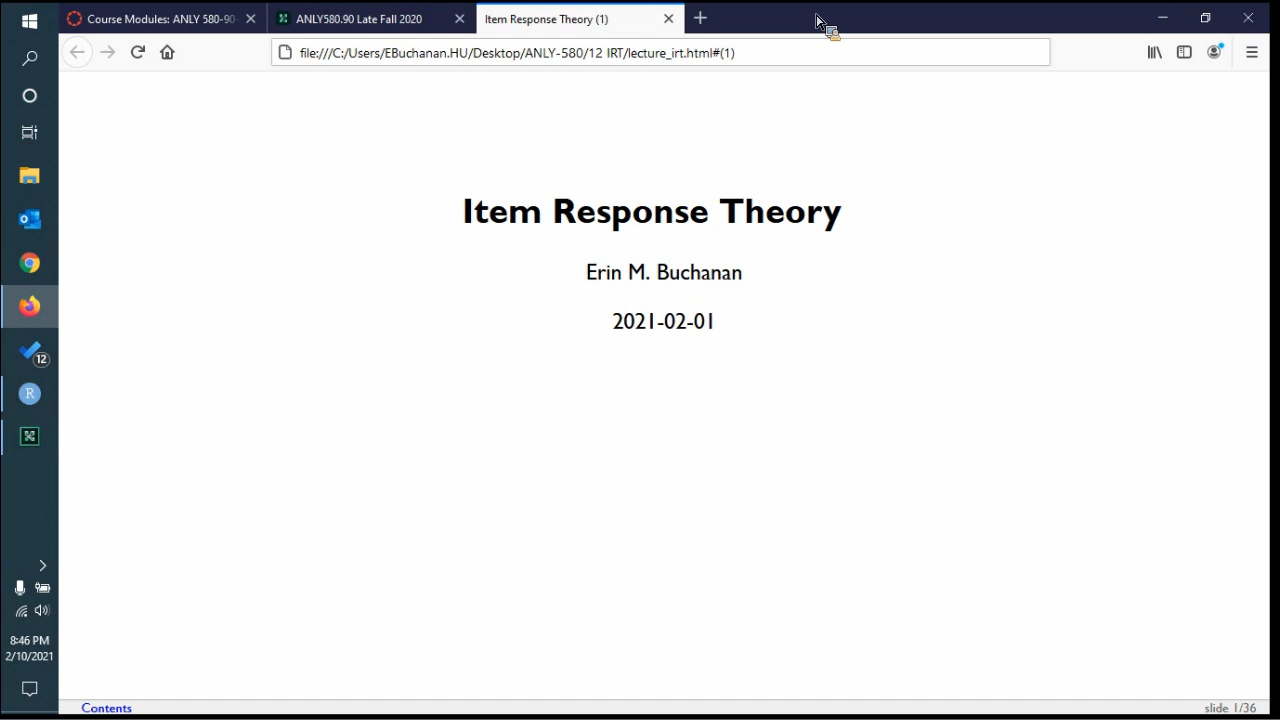 Course Modules: ANLY 580-90-
ANLY580.90 Late Fall 2020
Item Response Theory (1)
file:///C:/Users/EBuchanan.HU/Desktop/ANLY-580/12 IRT/lecture_irt.html#(1)
Item Response Theory
Erin M. Buchanan
2021-02-01
12
R
8:46 PM
2/10/2021
Contents
slide 1/36